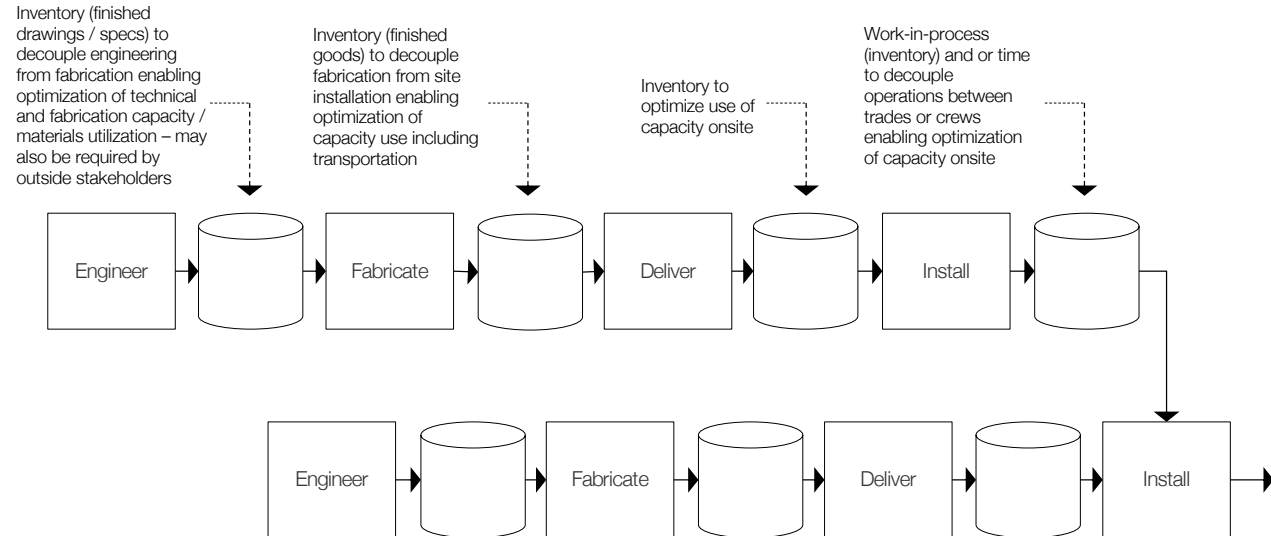 Inventory (finished
drawings / specs) to
decouple engineering
from fabrication enabling
optimization of technical
and fabrication capacity /
materials utilization – may
also be required by
outside stakeholders
Inventory (finished
goods) to decouple
fabrication from site
installation enabling
optimization of
capacity use including
transportation
Inventory to
optimize use of
capacity onsite
Work-in-process
(inventory) and or time
to decouple
operations between
trades or crews
enabling optimization
of capacity onsite
Engineer
Fabricate
Deliver
Install
Engineer
Fabricate
Deliver
Install